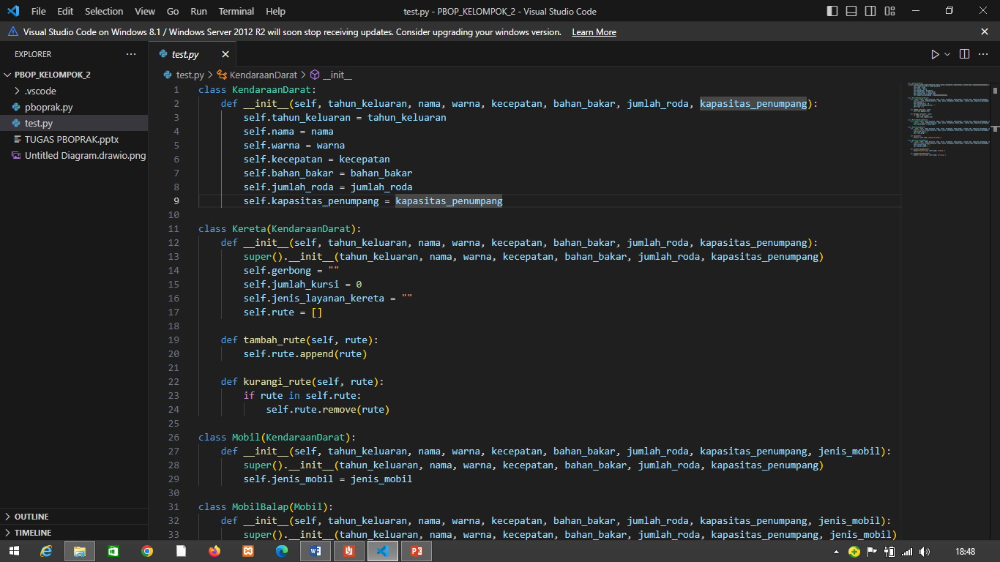 File Edit Selection View Go Run Terminal Help test.py - PBOP_KELOMPOK_2 - Visual Studio Code
Visual Studio Code on Windows 8.1 / Windows Server 2012 R2 will soon stop receiving updates. Consider upgrading your windows version. Learn More
EXPLORER
PBOP_KELOMPOK_2
.vscode
pboprak.py
test.py
TUGAS PBOPRAK.pptx
Untitled Diagram.drawio.png
OUTLINE
TIMELINE
test.py
test.py > KendaraanDarat > __init__
1 class KendaraanDarat:
2     def __init__(self, tahun_keluaran, nama, warna, kecepatan, bahan_bakar, jumlah_roda, kapasitas_penumpang):
3         self.tahun_keluaran = tahun_keluaran
4         self.nama = nama
5         self.warna = warna
6         self.kecepatan = kecepatan
7         self.bahan_bakar = bahan_bakar
8         self.jumlah_roda = jumlah_roda
9         self.kapasitas_penumpang = kapasitas_penumpang
10
11 class Kereta(KendaraanDarat):
12     def __init__(self, tahun_keluaran, nama, warna, kecepatan, bahan_bakar, jumlah_roda, kapasitas_penumpang):
13         super().__init__(tahun_keluaran, nama, warna, kecepatan, bahan_bakar, jumlah_roda, kapasitas_penumpang)
14         self.gerbong = ""
15         self.jumlah_kursi = 0
16         self.jenis_layanan_kereta = ""
17         self.rute = []
18
19     def tambah_rute(self, rute):
20         self.rute.append(rute)
21
22     def kurangi_rute(self, rute):
23         if rute in self.rute:
24             self.rute.remove(rute)
25
26 class Mobil(KendaraanDarat):
27     def __init__(self, tahun_keluaran, nama, warna, kecepatan, bahan_bakar, jumlah_roda, kapasitas_penumpang, jenis_mobil):
28         super().__init__(tahun_keluaran, nama, warna, kecepatan, bahan_bakar, jumlah_roda, kapasitas_penumpang)
29         self.jenis_mobil = jenis_mobil
30
31 class MobilBalap(Mobil):
32     def __init__(self, tahun_keluaran, nama, warna, kecepatan, bahan_bakar, jumlah_roda, kapasitas_penumpang, jenis_mobil):
33         super().__init__(tahun_keluaran, nama, warna, kecepatan, bahan_bakar, jumlah_roda, kapasitas_penumpang, jenis_mobil)
18:48